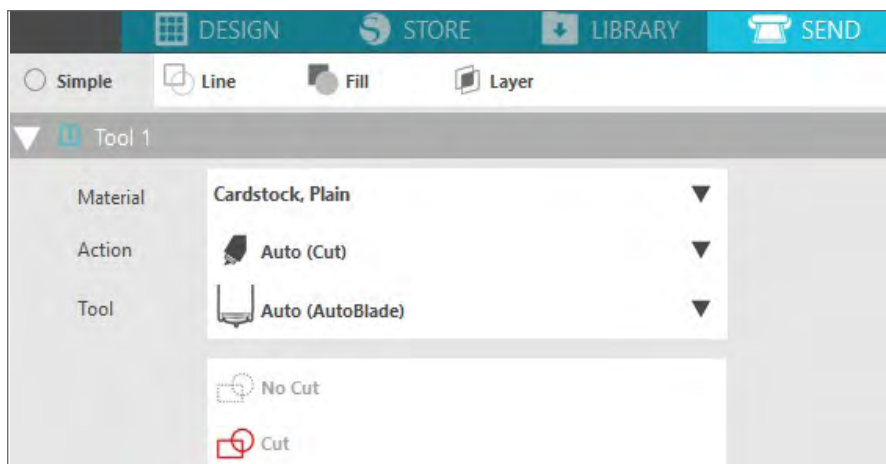 DESIGN STORE LIBRARY SEND
Simple Line Fill Layer
Tool 1
Material Cardstock, Plain
Action Auto (Cut)
Tool Auto (AutoBlade)
No Cut
Cut